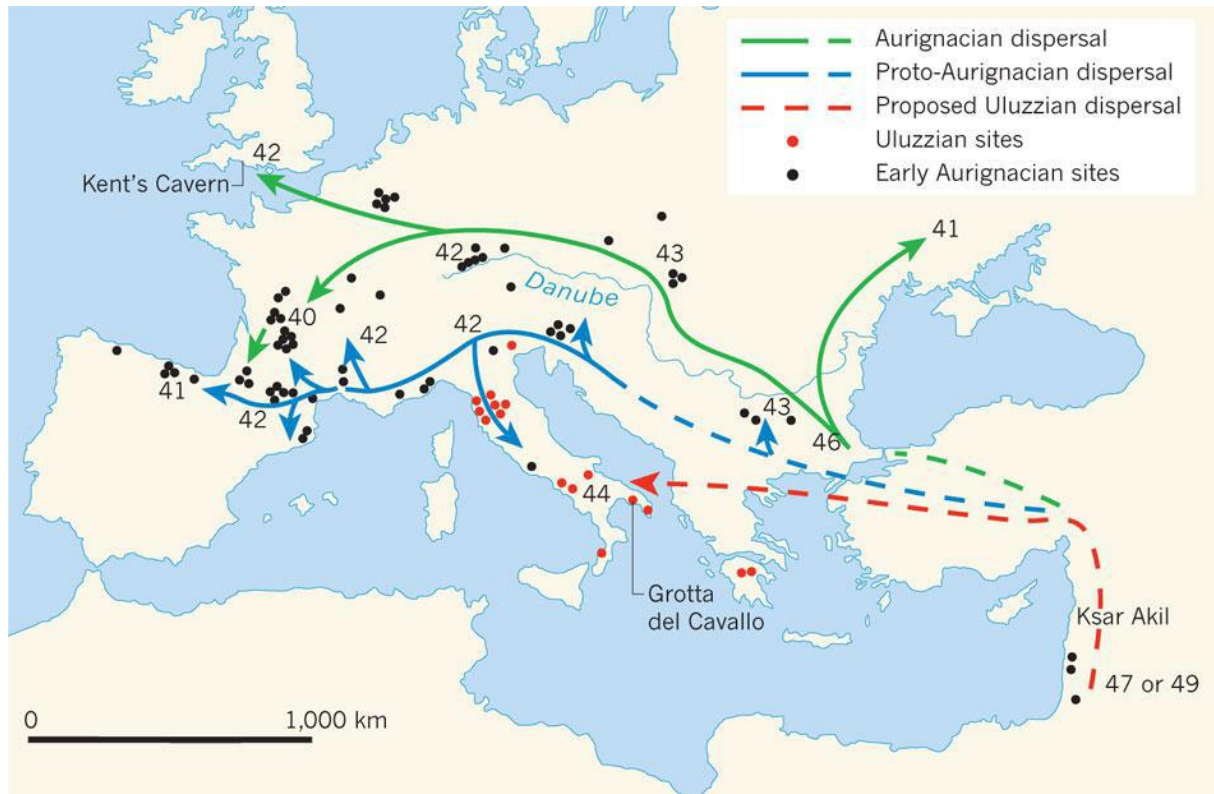 Aurignacian dispersal
Proto-Aurignacian dispersal
Proposed Uluzzian dispersal
Uluzzian sites
Early Aurignacian sites
42
Kent's Cavern
41
43
42
Danube
40
42
42
41
42
43
46
44
Grotta
del Cavallo
Ksar Akil
47 or 49
0 1,000 km